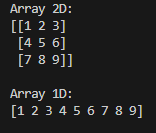 Array 2D:
[[1 2 3]
 [4 5 6]
 [7 8 9]]
Array 1D:
[1 2 3 4 5 6 7 8 9]